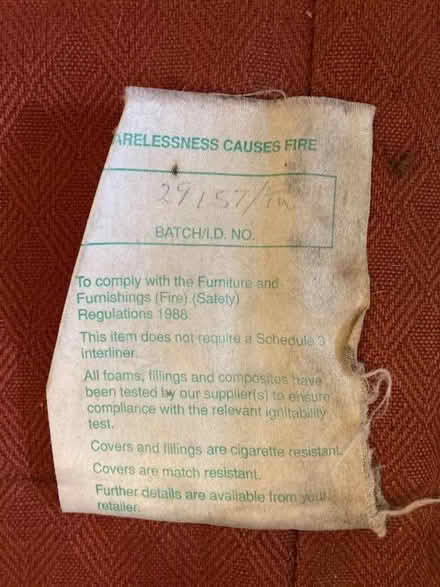 ARELESSNESS CAUSES FIRE
29157/
BATCH/I.D. NO.
To comply with the Furniture and
Furnishings (Fire) (Safety)
Regulations 1988.
This item does not require a Schedule 3
interliner.
All foams, fillings and composites have
been tested by our supplier(s) to ensure
compliance with the relevant ignitability
test.
Covers and fillings are cigarette resistant.
Covers are match resistant.
Further details are available from your
retailer.